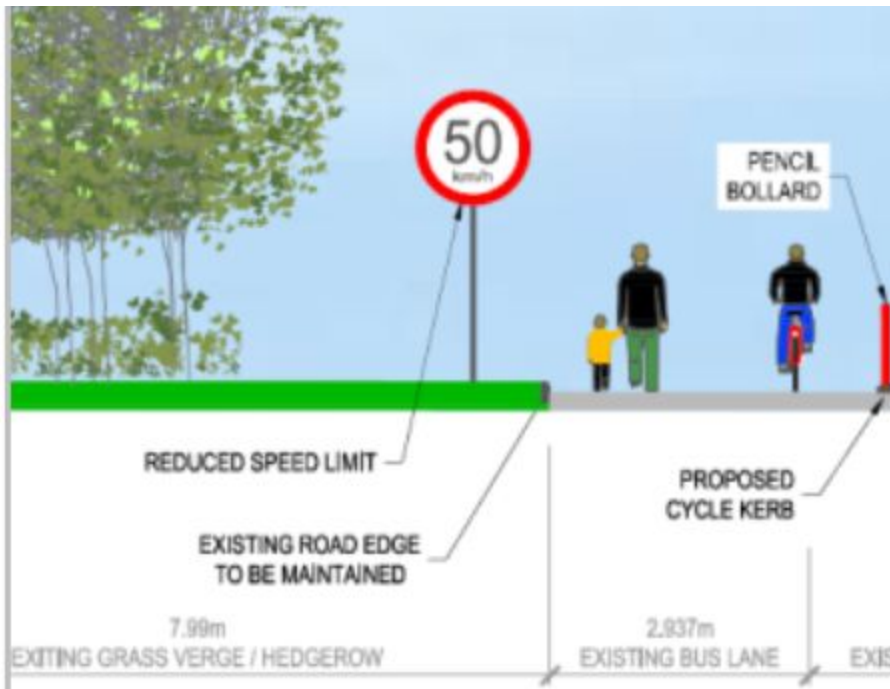 50
km/h
PENCIL
BOLLARD
REDUCED SPEED LIMIT
PROPOSED
CYCLE KERB
EXISTING ROAD EDGE
TO BE MAINTAINED
7.99m
EXITING GRASS VERGE / HEDGEROW
2.937m
EXISTING BUS LANE
EXIS